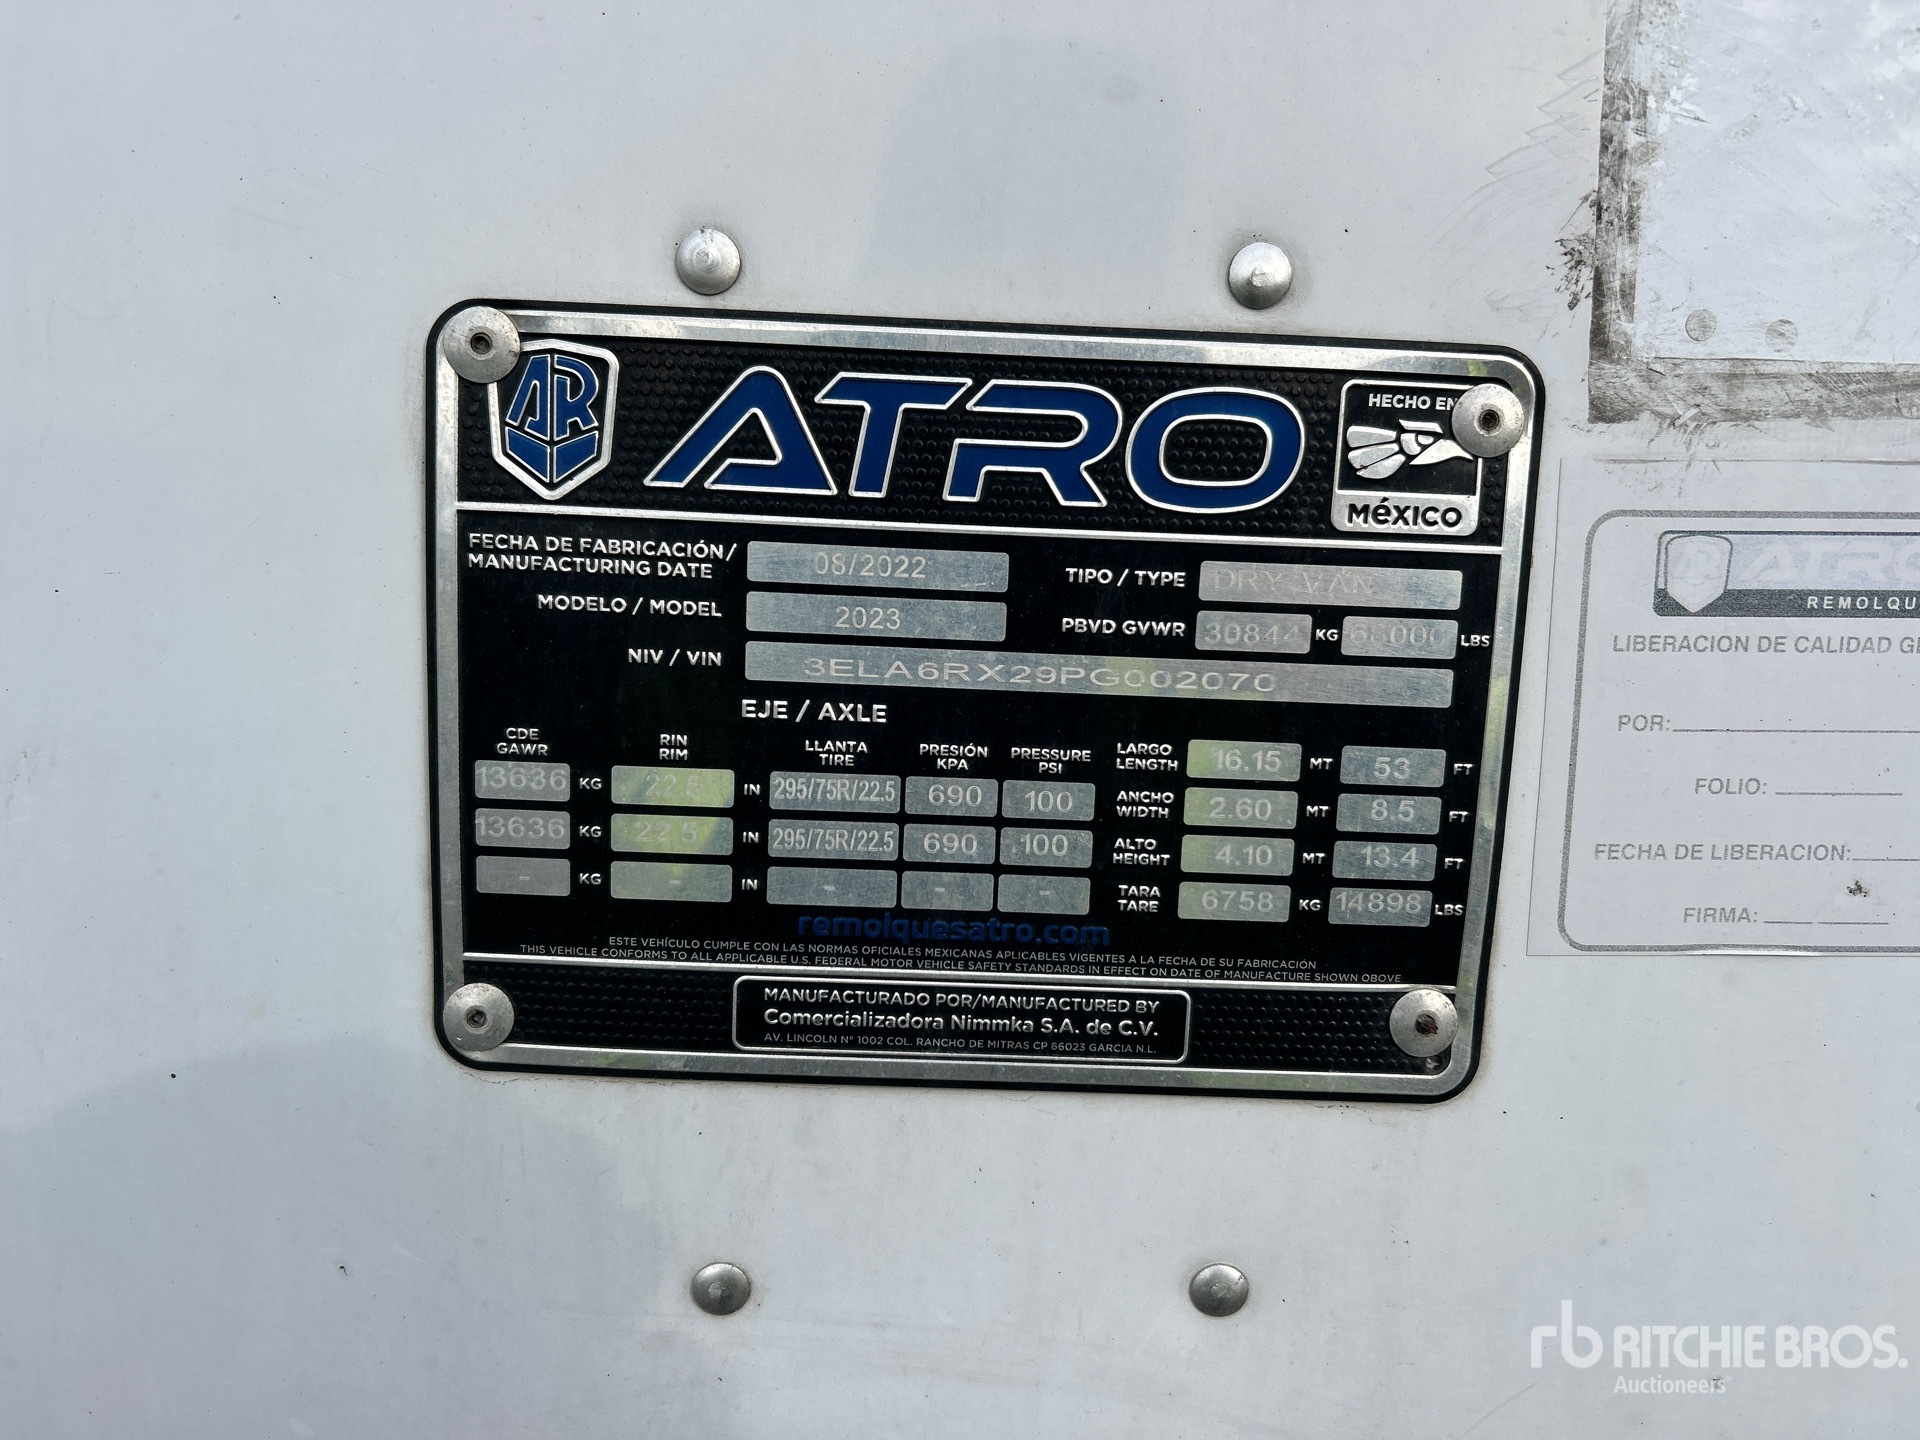 AR
ATRO
HECHO EN
MéXICO
FECHA DE FABRICACIÓN/
MANUFACTURING DATE
08/2022
TIPO / TYPE DRY VAN
MODELO / MODEL 2023
PBVD GVWR 30844 KG 68000 LBS
NIV / VIN 3ELA6RX29PG002070
EJE / AXLE
CDE GAWR RIN RIM LLANTA TIRE PRESIÓN KPA PRESSURE PSI
13636 KG 22.5 IN 295/75R/22.5 690 100
13636 KG 22.5 IN 295/75R/22.5 690 100
- KG - IN - - -
LARGO LENGTH 16.15 MT 53 FT
ANCHO WIDTH 2.60 MT 8.5 FT
ALTO HEIGHT 4.10 MT 13.4 FT
TARA TARE 6758 KG 14898 LBS
remolquesatro.com
ESTE VEHÍCULO CUMPLE CON LAS NORMAS OFICIALES MEXICANAS APLICABLES VIGENTES A LA FECHA DE SU FABRICACIÓN
THIS VEHICLE CONFORMS TO ALL APPLICABLE U.S. FEDERAL MOTOR VEHICLE SAFETY STANDARDS IN EFFECT ON DATE OF MANUFACTURE SHOWN OBOVE
MANUFACTURADO POR/MANUFACTURED BY
Comercializadora Nimmka S.A. de C.V.
AV. LINCOLN Nº 1002 COL. RANCHO DE MITRAS CP 66023 GARCIA N.L.
ATRO
REMOLQU
LIBERACION DE CALIDAD GE
POR:
FOLIO:
FECHA DE LIBERACION:
FIRMA:
rb RITCHIE BROS.
Auctioneers